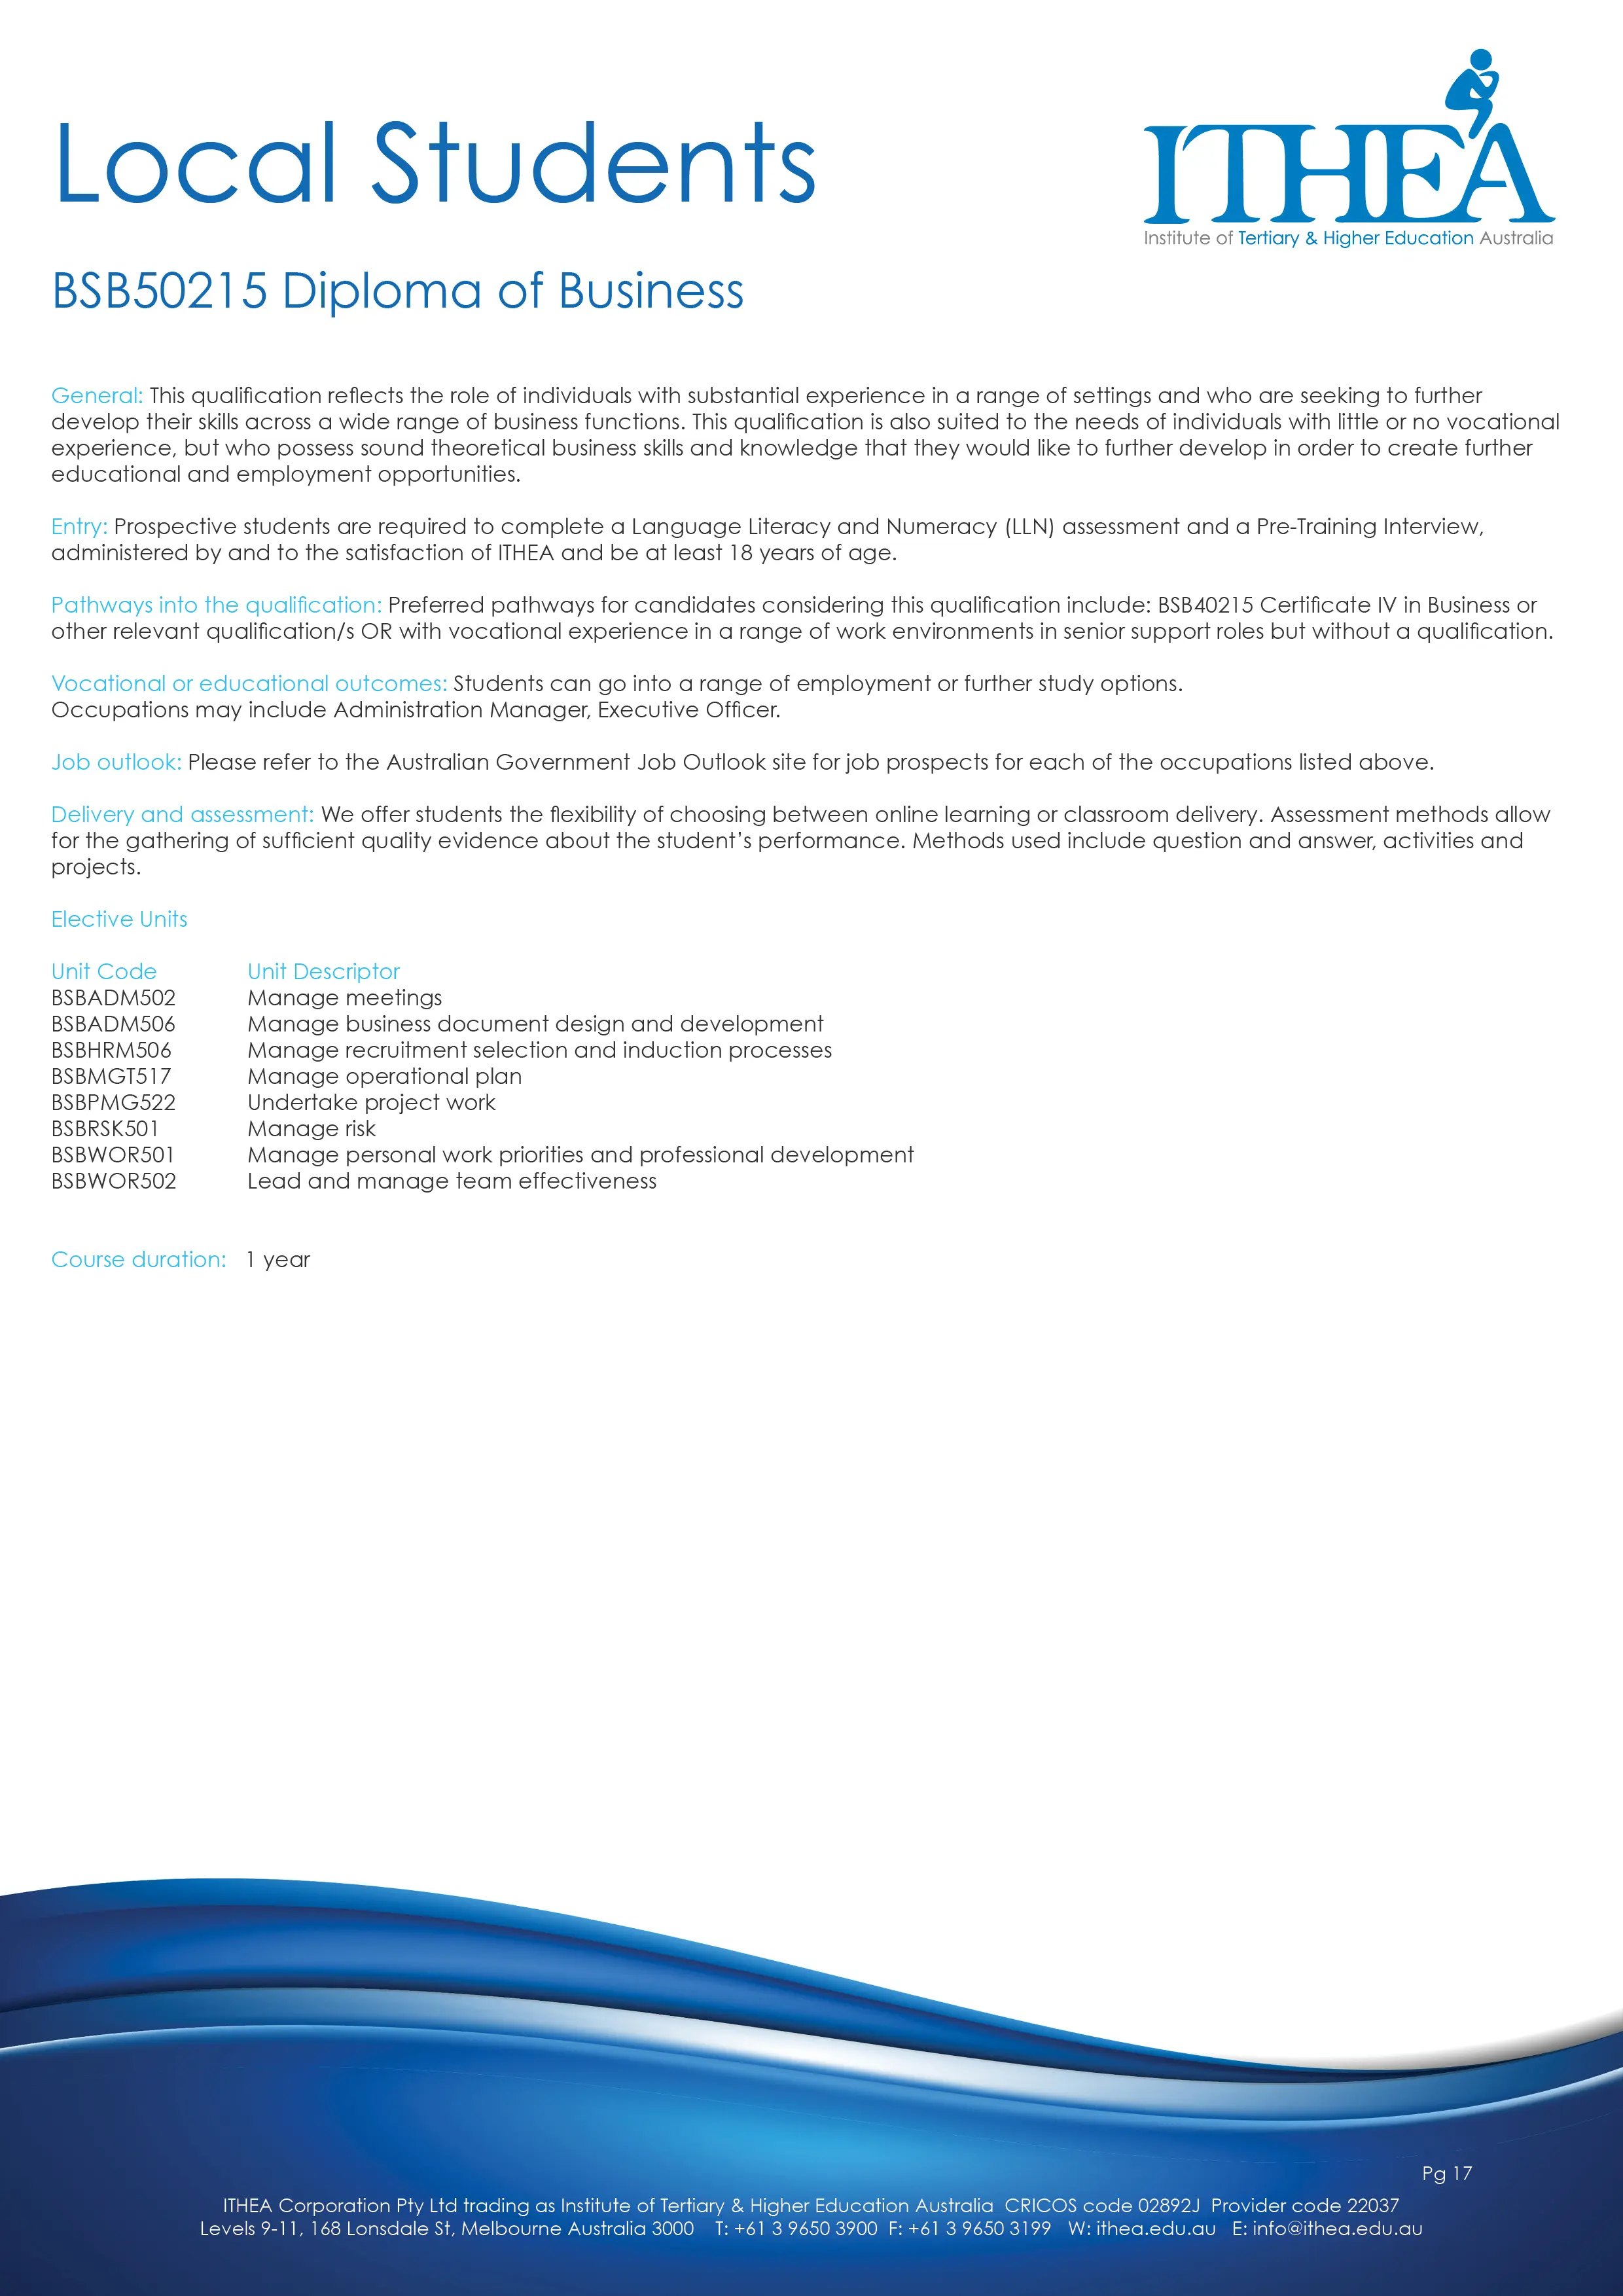 Local Students
ITHEA
Institute of Tertiary & Higher Education Australia
BSB50215 Diploma of Business
General: This qualification reflects the role of individuals with substantial experience in a range of settings and who are seeking to further
develop their skills across a wide range of business functions. This qualification is also suited to the needs of individuals with little or no vocational
experience, but who possess sound theoretical business skills and knowledge that they would like to further develop in order to create further
educational and employment opportunities.
Entry: Prospective students are required to complete a Language Literacy and Numeracy (LLN) assessment and a Pre-Training Interview,
administered by and to the satisfaction of ITHEA and be at least 18 years of age.
Pathways into the qualification: Preferred pathways for candidates considering this qualification include: BSB40215 Certificate IV in Business or
other relevant qualification/s OR with vocational experience in a range of work environments in senior support roles but without a qualification.
Vocational or educational outcomes: Students can go into a range of employment or further study options.
Occupations may include Administration Manager, Executive Officer.
Job outlook: Please refer to the Australian Government Job Outlook site for job prospects for each of the occupations listed above.
Delivery and assessment: We offer students the flexibility of choosing between online learning or classroom delivery. Assessment methods allow
for the gathering of sufficient quality evidence about the student’s performance. Methods used include question and answer, activities and
projects.
Elective Units
Unit Code Unit Descriptor
BSBADM502 Manage meetings
BSBADM506 Manage business document design and development
BSBHRM506 Manage recruitment selection and induction processes
BSBMGT517 Manage operational plan
BSBPMG522 Undertake project work
BSBRSK501 Manage risk
BSBWOR501 Manage personal work priorities and professional development
BSBWOR502 Lead and manage team effectiveness
Course duration: 1 year
Pg 17
ITHEA Corporation Pty Ltd trading as Institute of Tertiary & Higher Education Australia CRICOS code 02892J Provider code 22037
Levels 9-11, 168 Lonsdale St, Melbourne Australia 3000 T: +61 3 9650 3900 F: +61 3 9650 3199 W: ithea.edu.au E: info@ithea.edu.au